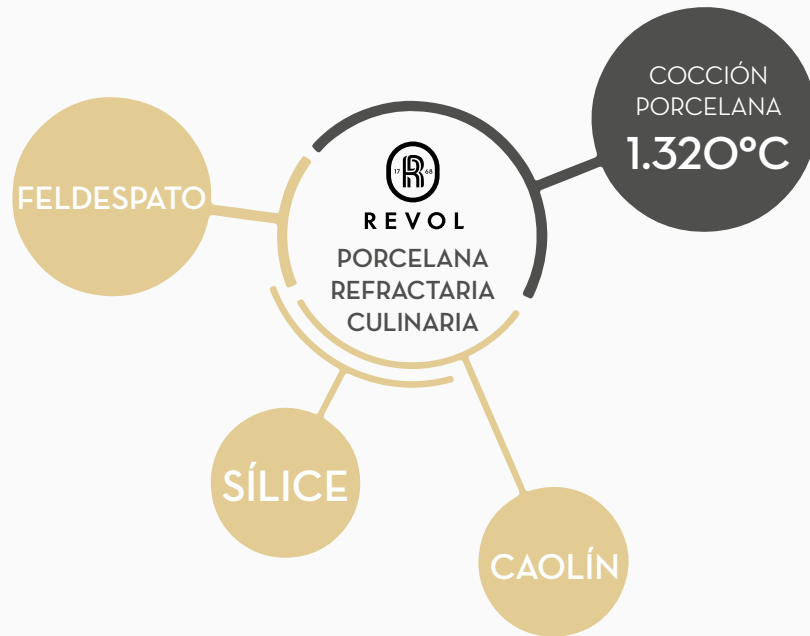 COCCIÓN
PORCELANA
1.320°C
FELDESPATO
17 R 68
REVOL
PORCELANA
REFRACTARIA
CULINARIA
SÍLICE
CAOLÍN